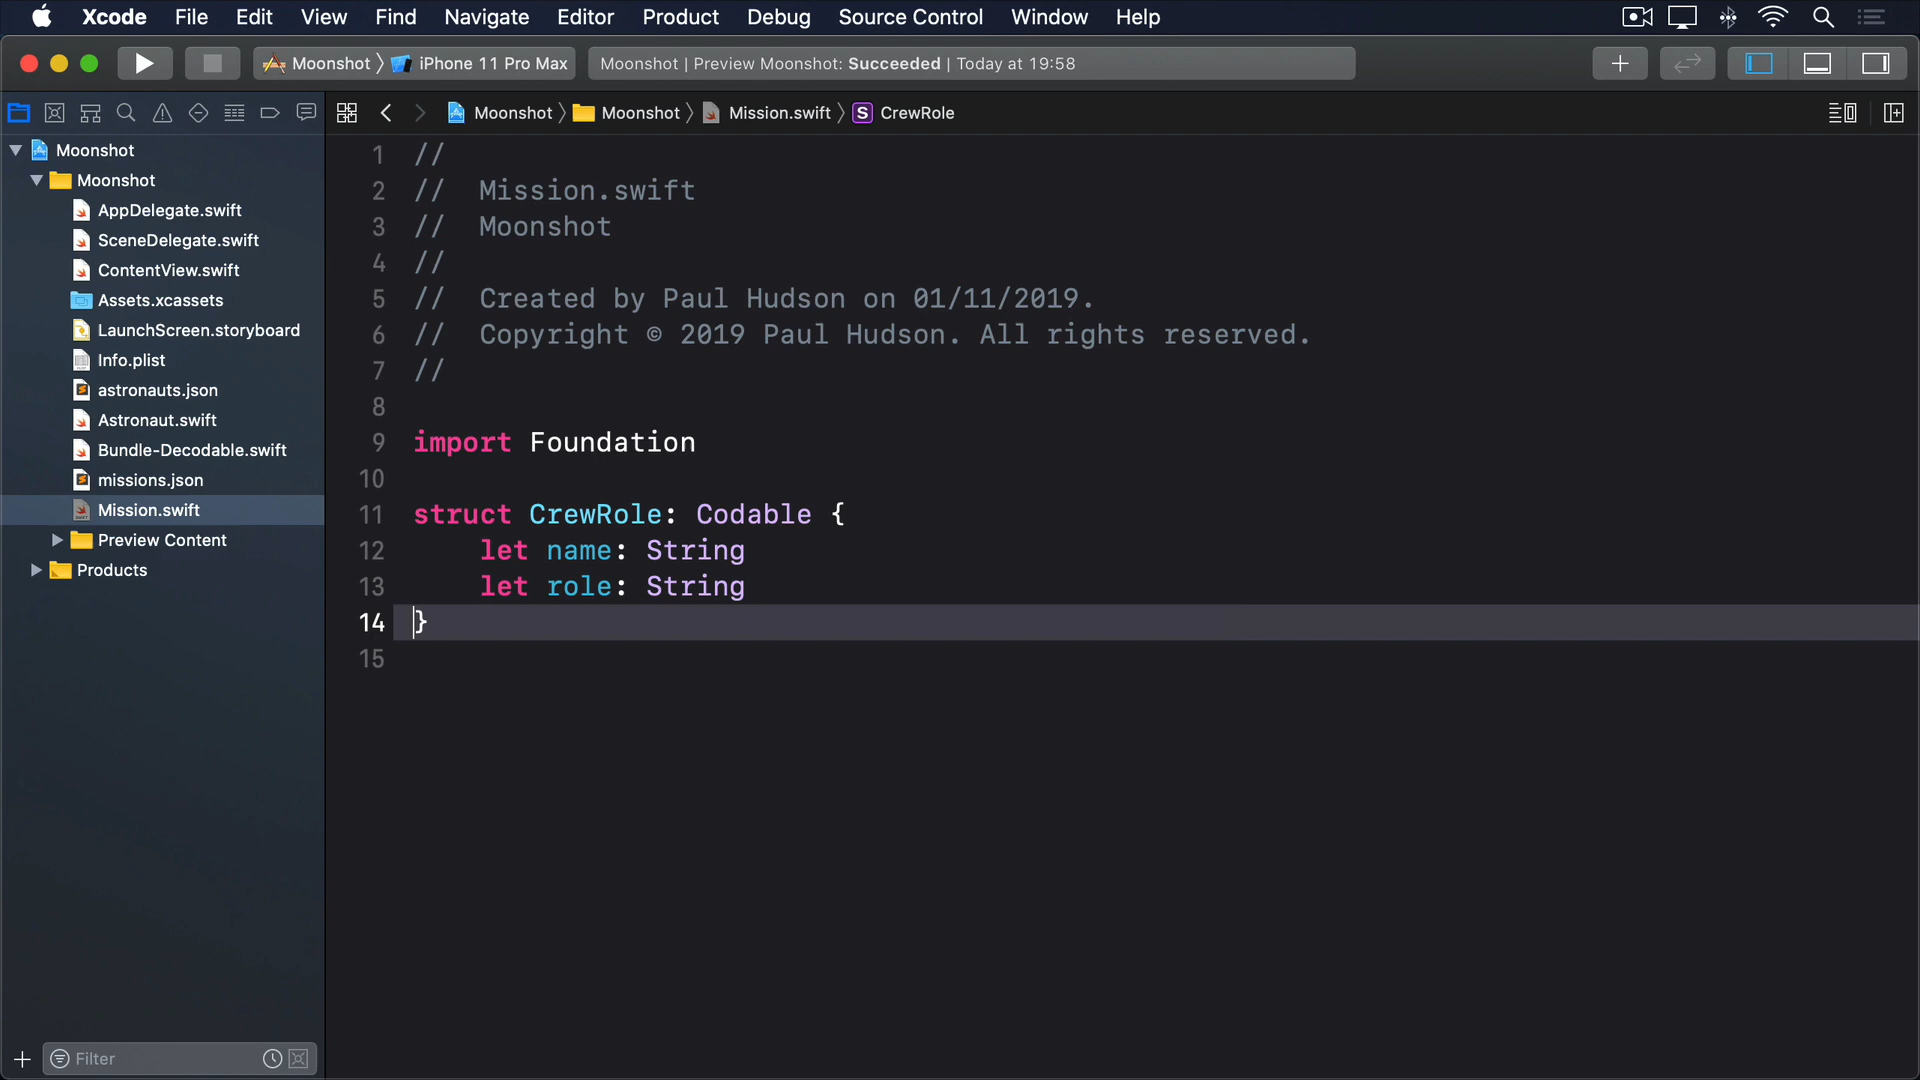 Xcode File Edit View Find Navigate Editor Product Debug Source Control Window Help
Moonshot iPhone 11 Pro Max
Moonshot | Preview Moonshot: Succeeded | Today at 19:58
Moonshot Moonshot Mission.swift S CrewRole
Moonshot
Moonshot
AppDelegate.swift
SceneDelegate.swift
ContentView.swift
Assets.xcassets
LaunchScreen.storyboard
Info.plist
astronauts.json
Astronaut.swift
Bundle-Decodable.swift
missions.json
Mission.swift
Preview Content
Products
Filter
1 //
2 //  Mission.swift
3 //  Moonshot
4 //
5 //  Created by Paul Hudson on 01/11/2019.
6 //  Copyright © 2019 Paul Hudson. All rights reserved.
7 //
8
9 import Foundation
10
11 struct CrewRole: Codable {
12     let name: String
13     let role: String
14 }
15